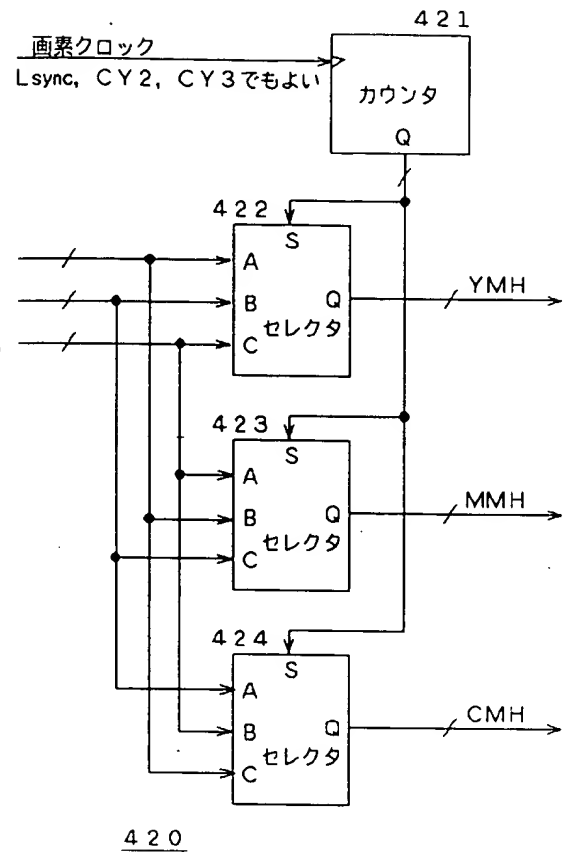 421
画素クロック
Lsync, CY2, CY3でもよい
カウンタ
Q
422
S
A
B
C
Q
セレクタ
YMH
423
S
A
B
C
Q
セレクタ
MMH
424
S
A
B
C
Q
セレクタ
CMH
420